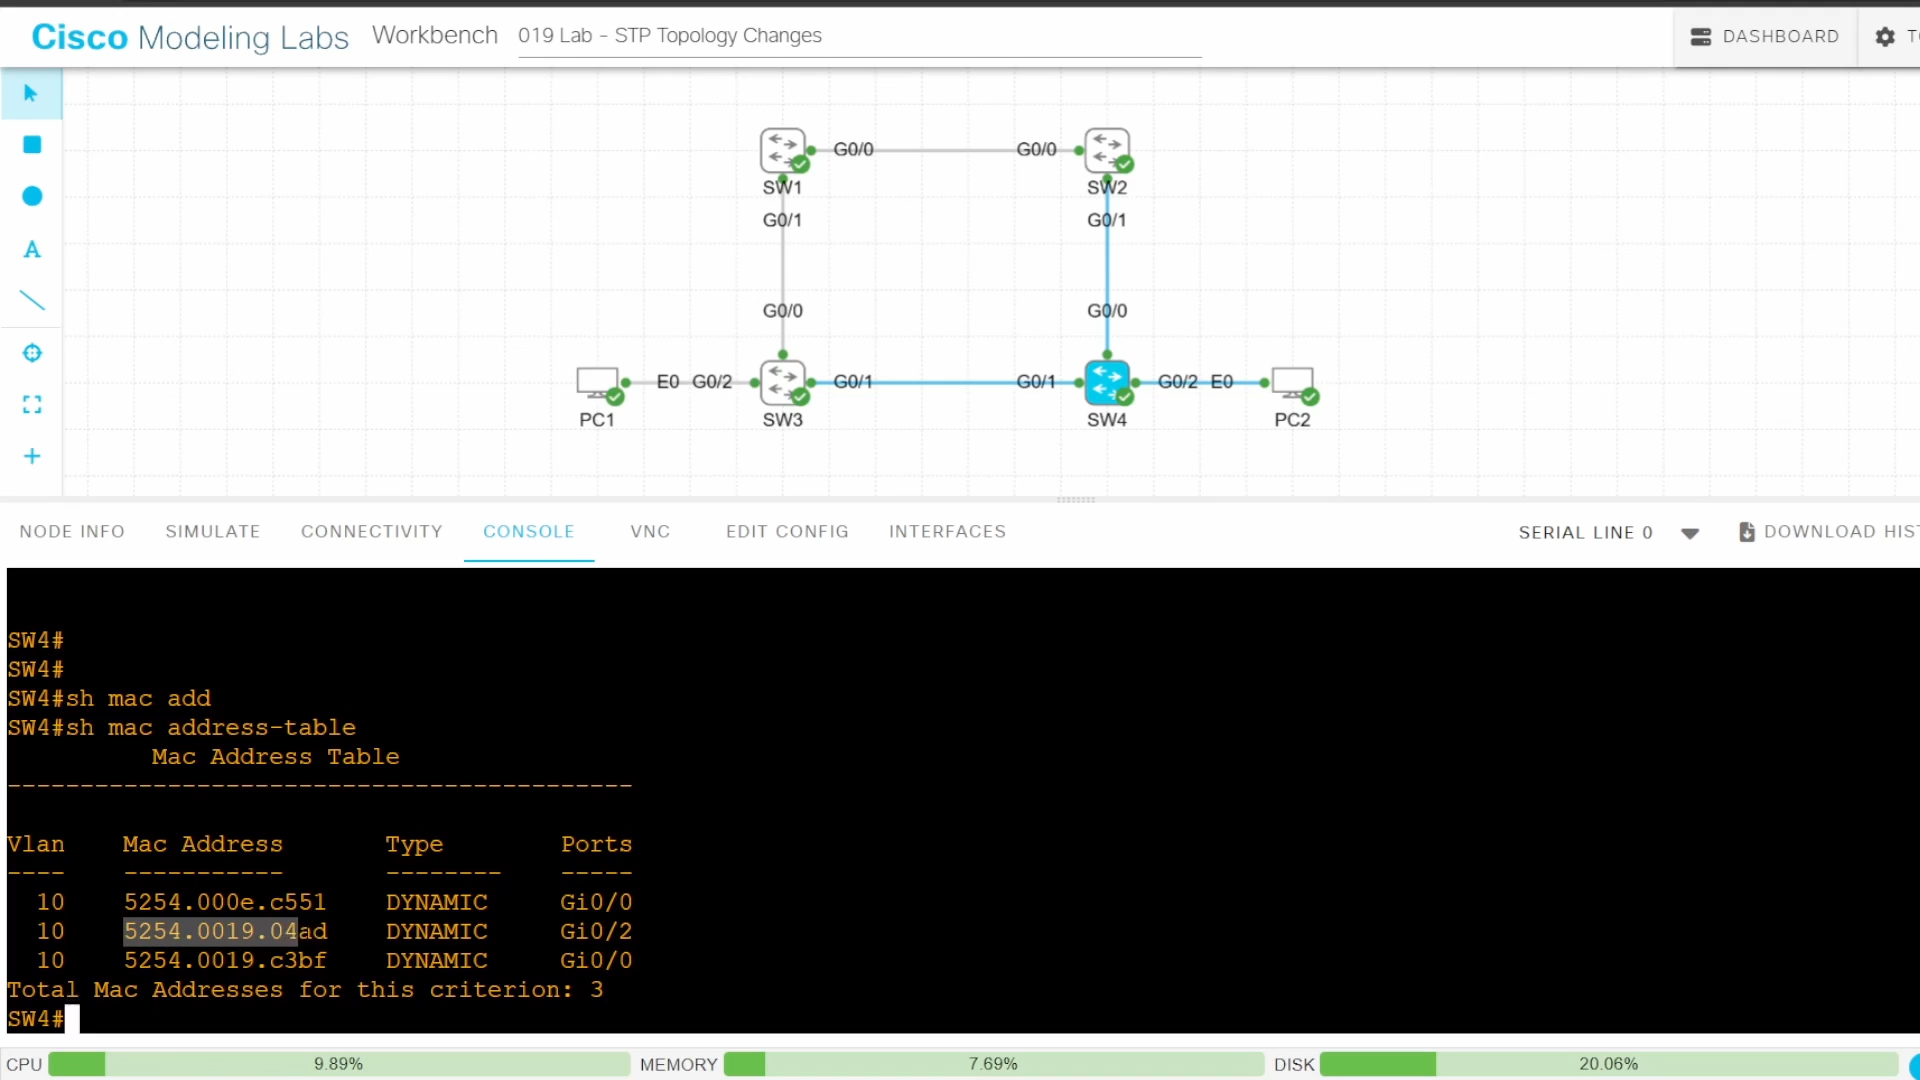 Cisco Modeling Labs Workbench 019 Lab - STP Topology Changes DASHBOARD
A
G0/0 G0/0
SW1 SW2
G0/1 G0/1
G0/0 G0/0
E0 G0/2 G0/1 G0/1 G0/2 E0
PC1 SW3 SW4 PC2
NODE INFO SIMULATE CONNECTIVITY CONSOLE VNC EDIT CONFIG INTERFACES SERIAL LINE 0 DOWNLOAD HIST
SW4#
SW4#
SW4#sh mac add
SW4#sh mac address-table
Mac Address Table
-------------------------------------------
Vlan Mac Address Type Ports
---- ----------- -------- -----
10 5254.000e.c551 DYNAMIC Gi0/0
10 5254.0019.04ad DYNAMIC Gi0/2
10 5254.0019.c3bf DYNAMIC Gi0/0
Total Mac Addresses for this criterion: 3
SW4#
CPU 9.89% MEMORY 7.69% DISK 20.06%